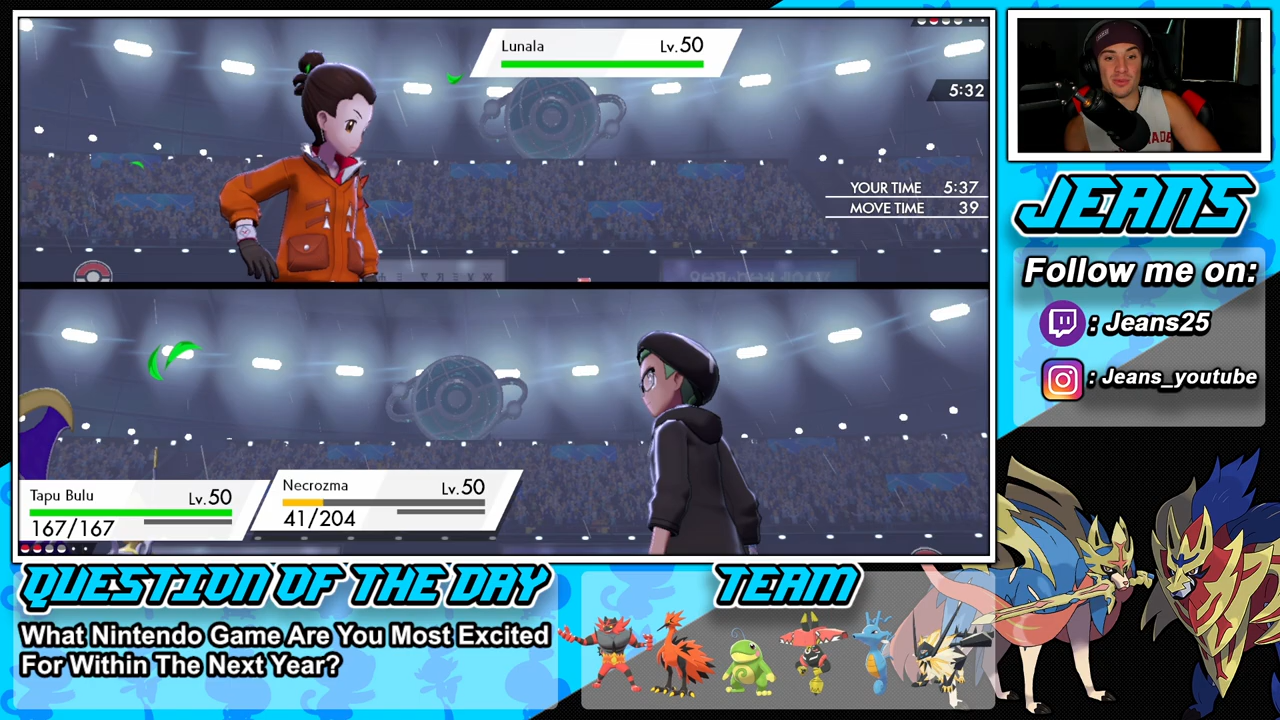 Lunala Lv.50
5:32
YOUR TIME 5:37
MOVE TIME 39
Tapu Bulu Lv.50
167/167
Necrozma Lv.50
41/204
JEANS
Follow me on:
: Jeans25
: Jeans_youtube
QUESTION OF THE DAY
What Nintendo Game Are You Most Excited
For Within The Next Year?
TEAM